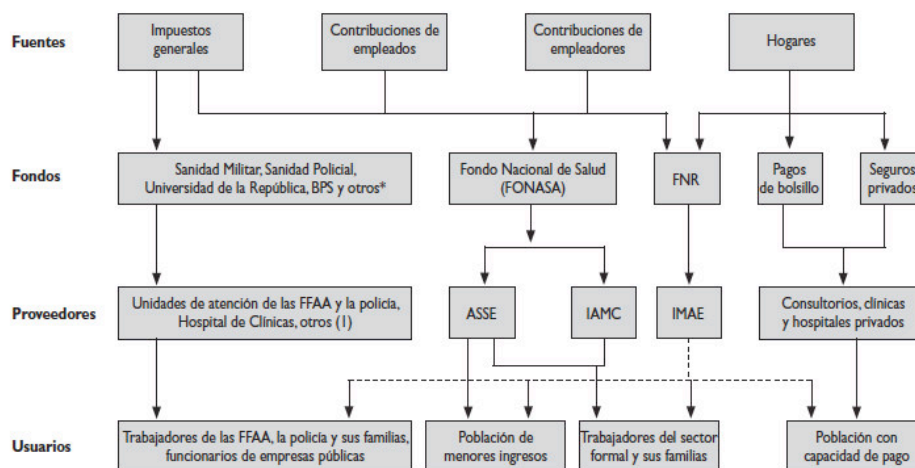 Fuentes
Impuestos
generales
Contribuciones de
empleados
Contribuciones de
empleadores
Hogares
Fondos
Sanidad Militar, Sanidad Policial,
Universidad de la República, BPS y otros*
Fondo Nacional de Salud
(FONASA)
FNR
Pagos
de bolsillo
Seguros
privados
Proveedores
Unidades de atención de las FFAA y la policía,
Hospital de Clínicas, otros (1)
ASSE
IAMC
IMAE
Consultorios, clínicas
y hospitales privados
Usuarios
Trabajadores de las FFAA, la policía y sus familias,
funcionarios de empresas públicas
Población de
menores ingresos
Trabajadores del sector
formal y sus familias
Población con
capacidad de pago